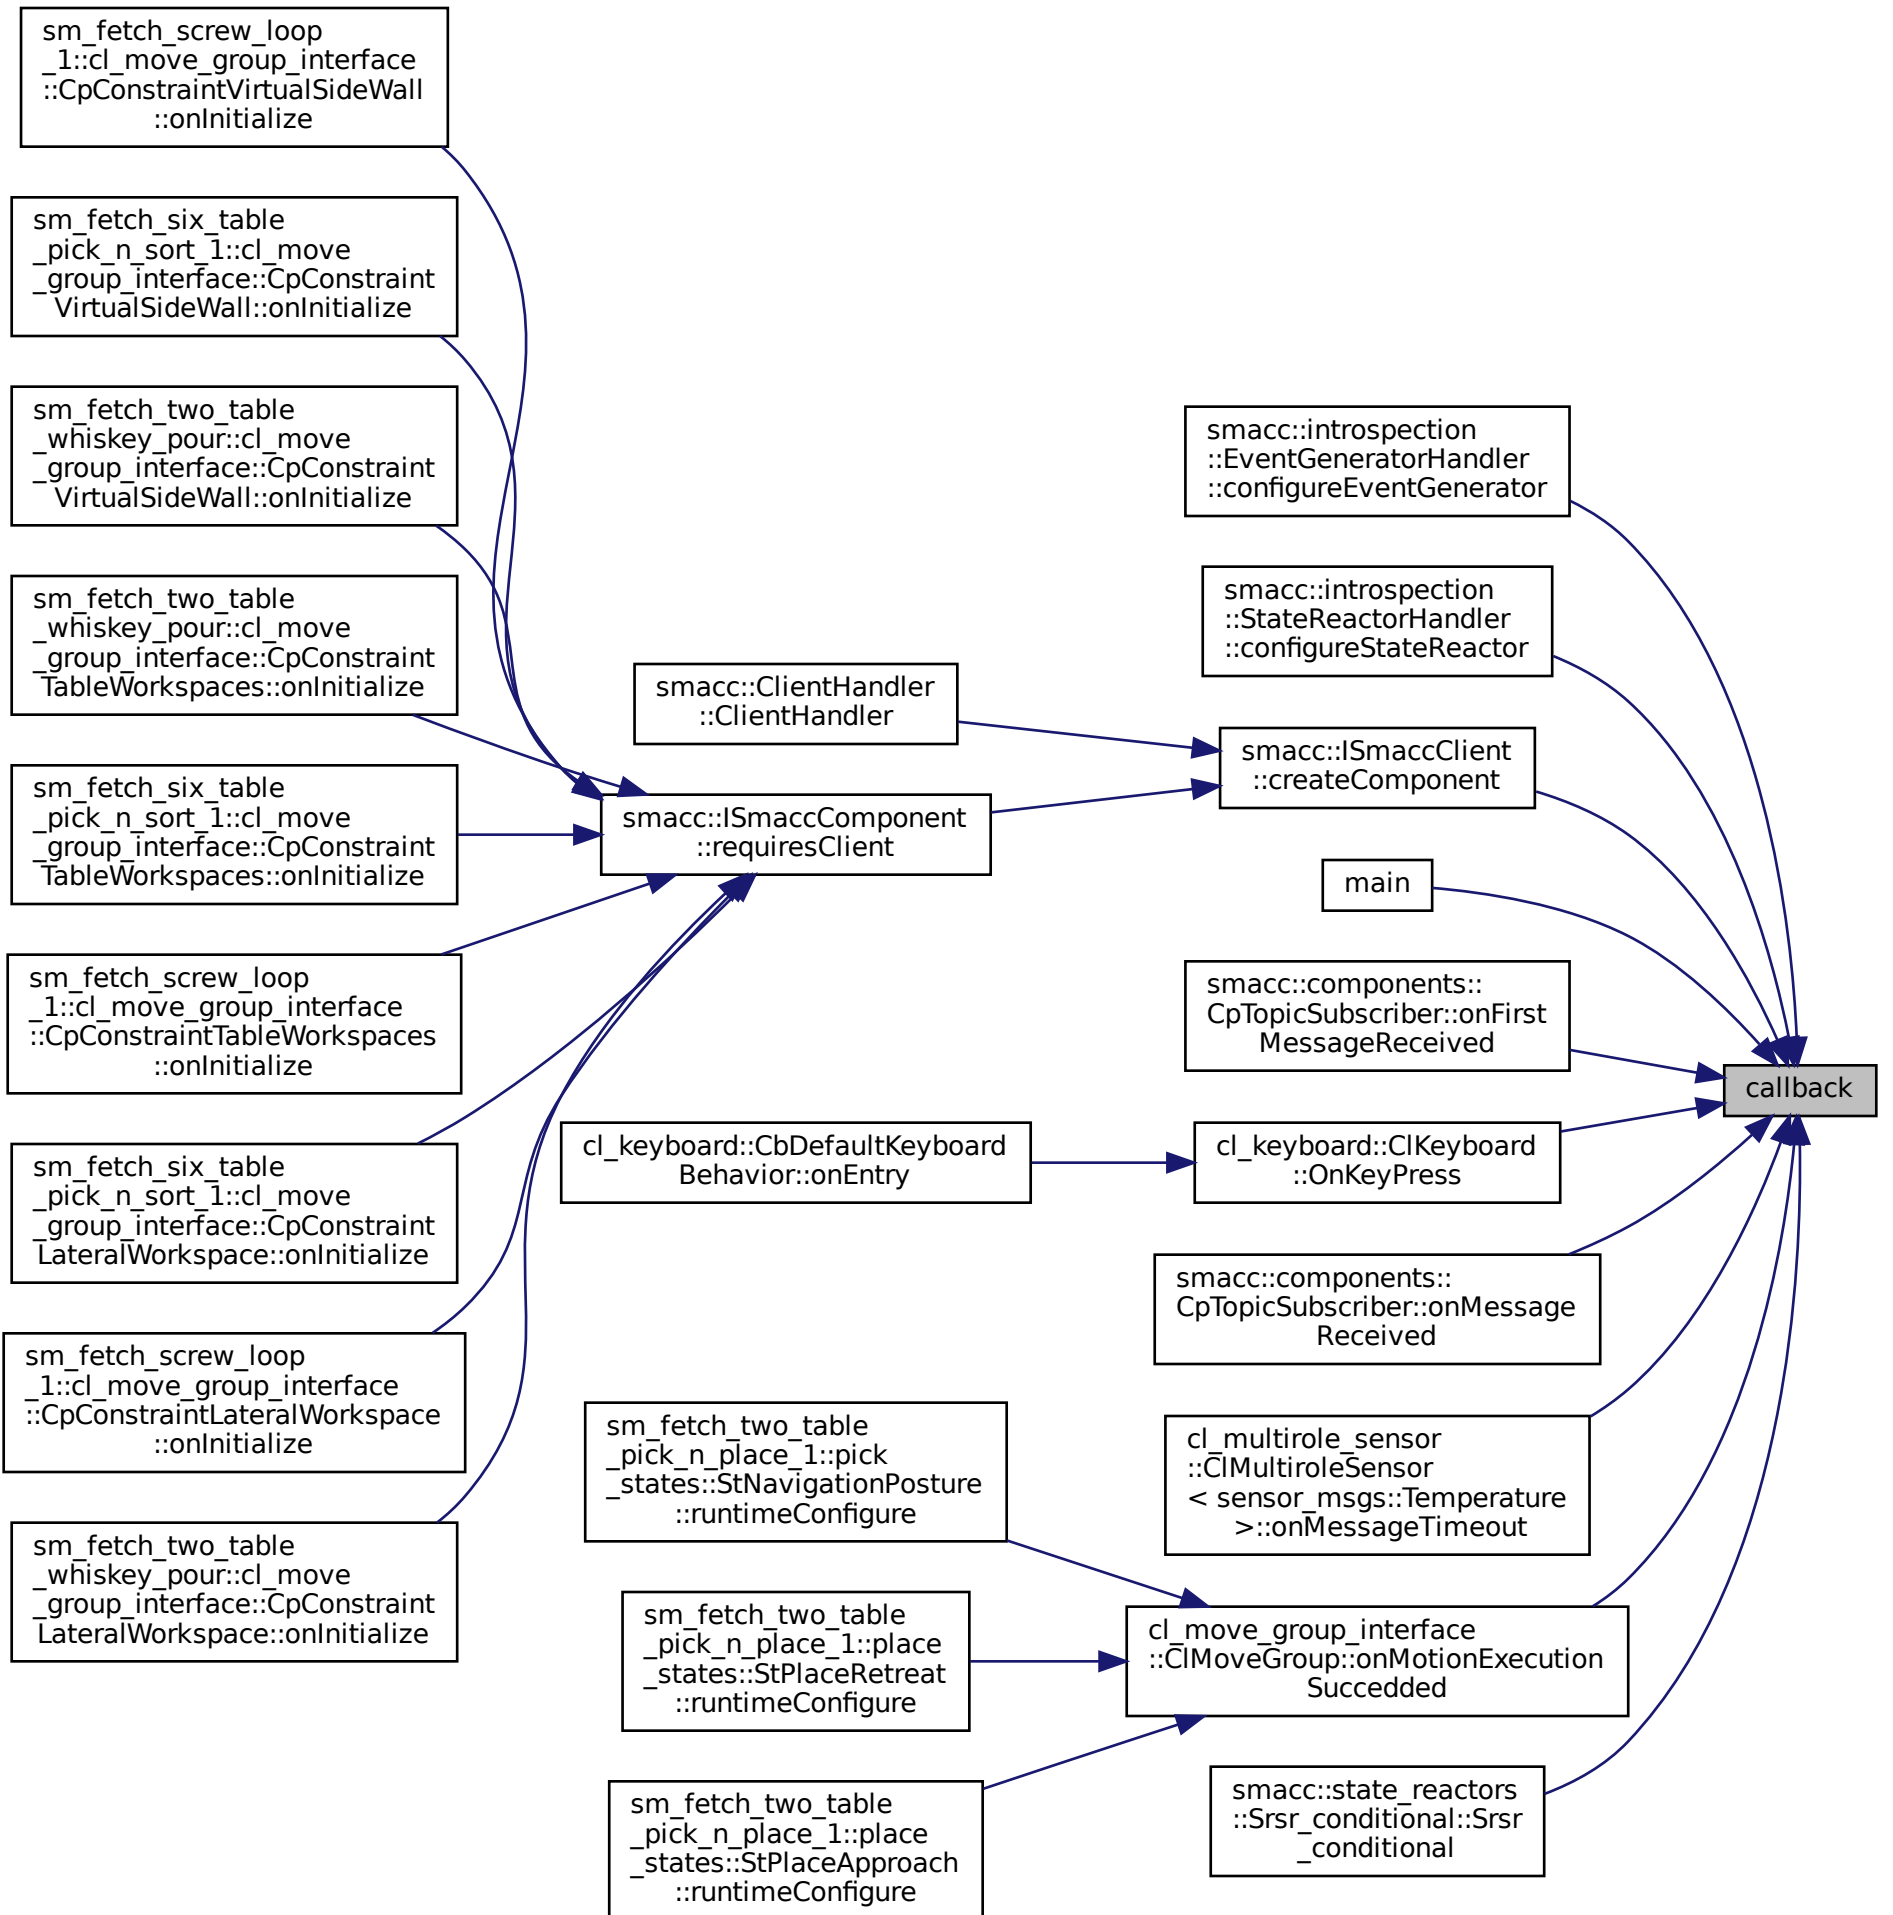 sm_fetch_screw_loop
_1::cl_move_group_interface
::CpConstraintVirtualSideWall
::onInitialize
sm_fetch_six_table
_pick_n_sort_1::cl_move
_group_interface::CpConstraint
VirtualSideWall::onInitialize
sm_fetch_two_table
_whiskey_pour::cl_move
_group_interface::CpConstraint
VirtualSideWall::onInitialize
sm_fetch_two_table
_whiskey_pour::cl_move
_group_interface::CpConstraint
TableWorkspaces::onInitialize
sm_fetch_six_table
_pick_n_sort_1::cl_move
_group_interface::CpConstraint
TableWorkspaces::onInitialize
sm_fetch_screw_loop
_1::cl_move_group_interface
::CpConstraintTableWorkspaces
::onInitialize
sm_fetch_six_table
_pick_n_sort_1::cl_move
_group_interface::CpConstraint
LateralWorkspace::onInitialize
sm_fetch_screw_loop
_1::cl_move_group_interface
::CpConstraintLateralWorkspace
::onInitialize
sm_fetch_two_table
_whiskey_pour::cl_move
_group_interface::CpConstraint
LateralWorkspace::onInitialize
smacc::ClientHandler
::ClientHandler
smacc::ISmaccComponent
::requiresClient
cl_keyboard::CbDefaultKeyboard
Behavior::onEntry
sm_fetch_two_table
_pick_n_place_1::pick
_states::StNavigationPosture
::runtimeConfigure
sm_fetch_two_table
_pick_n_place_1::place
_states::StPlaceRetreat
::runtimeConfigure
sm_fetch_two_table
_pick_n_place_1::place
_states::StPlaceApproach
::runtimeConfigure
smacc::introspection
::EventGeneratorHandler
::configureEventGenerator
smacc::introspection
::StateReactorHandler
::configureStateReactor
smacc::ISmaccClient
::createComponent
main
smacc::components::
CpTopicSubscriber::onFirst
MessageReceived
cl_keyboard::ClKeyboard
::OnKeyPress
smacc::components::
CpTopicSubscriber::onMessage
Received
cl_multirole_sensor
::ClMultiroleSensor
< sensor_msgs::Temperature
>::onMessageTimeout
cl_move_group_interface
::ClMoveGroup::onMotionExecution
Succedded
smacc::state_reactors
::Srsr_conditional::Srsr
_conditional
callback